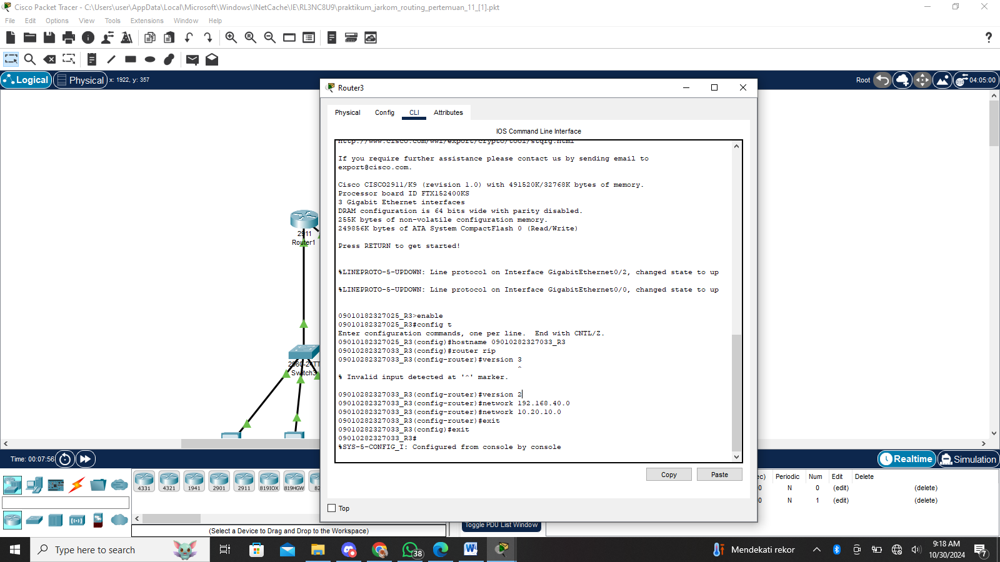 Cisco Packet Tracer - C:\Users\user\AppData\Local\Microsoft\Windows\INetCache\IE\RL3NC8U9\praktikum_jarkom_routing_pertemuan_11_[1].pkt
File Edit Options View Tools Extensions Window Help
Logical Physical x: 1922, y: 357
Root 04:05:00
Router3
Physical Config CLI Attributes
IOS Command Line Interface
http://www.cisco.com/wwl/export/crypto/tool/stqrg.html
If you require further assistance please contact us by sending email to
export@cisco.com.
Cisco CISCO2911/K9 (revision 1.0) with 491520K/32768K bytes of memory.
Processor board ID FTX152400KS
3 Gigabit Ethernet interfaces
DRAM configuration is 64 bits wide with parity disabled.
255K bytes of non-volatile configuration memory.
249856K bytes of ATA System CompactFlash 0 (Read/Write)
Press RETURN to get started!
%LINEPROTO-5-UPDOWN: Line protocol on Interface GigabitEthernet0/2, changed state to up
%LINEPROTO-5-UPDOWN: Line protocol on Interface GigabitEthernet0/0, changed state to up
09010182327025_R3>enable
09010182327025_R3#config t
Enter configuration commands, one per line.  End with CNTL/Z.
09010182327025_R3(config)#hostname 09010282327033_R3
09010282327033_R3(config)#router rip
09010282327033_R3(config-router)#version 3
^
% Invalid input detected at '^' marker.
09010282327033_R3(config-router)#version 2
09010282327033_R3(config-router)#network 192.168.40.0
09010282327033_R3(config-router)#network 10.20.10.0
09010282327033_R3(config-router)#exit
09010282327033_R3(config)#exit
09010282327033_R3#
%SYS-5-CONFIG_I: Configured from console by console
Copy Paste
Top
2911
Router1
2960-24TT
Switch3
Time: 00:07:56
Realtime Simulation
4331 4321 1941 2901 2911 819IOX 819HGW 82
(Select a Device to Drag and Drop to the Workspace)
Toggle PDU List Window
ec) Periodic Num Edit Delete
0 N 0 (edit) (delete)
0 N 1 (edit) (delete)
Type here to search
38
Mendekati rekor
9:18 AM
10/30/2024
7